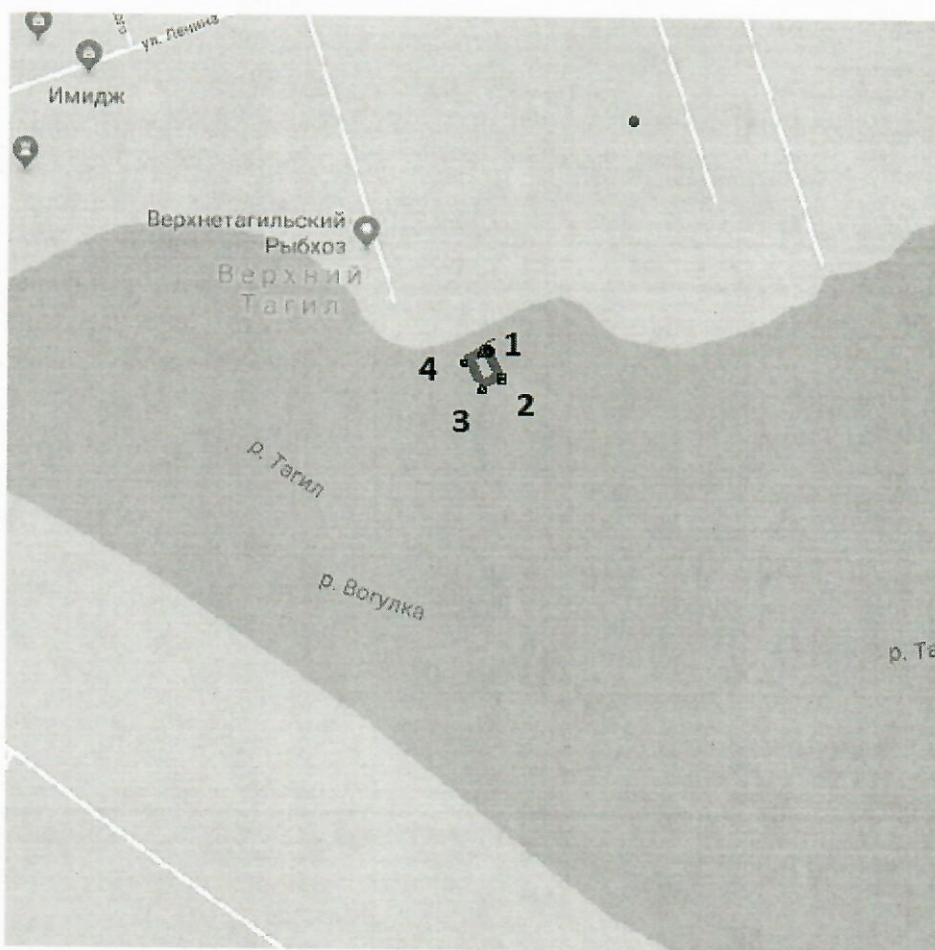 ул. Ленина
Имидж
Верхнетагильский
Рыбхоз
Верхний
Тагил
1
4
2
3
р. Тагил
р. Вогулка
р. Та